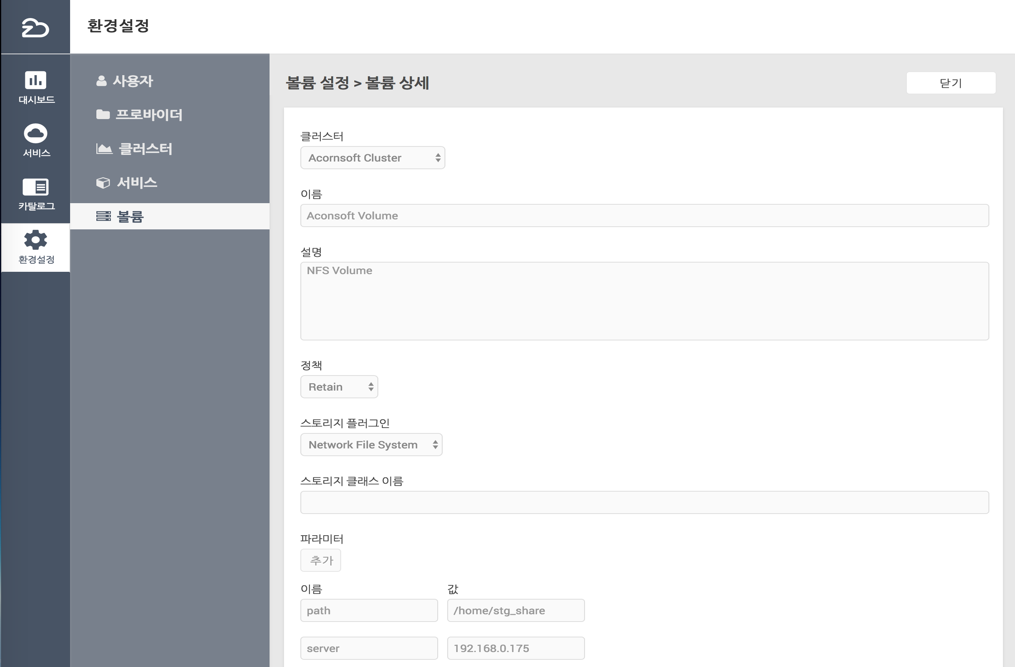 환경설정
대시보드
서비스
카탈로그
환경설정
사용자
프로바이더
클러스터
서비스
볼륨
볼륨 설정 > 볼륨 상세
닫기
클러스터
Acornsoft Cluster
이름
Aconsoft Volume
설명
NFS Volume
정책
Retain
스토리지 플러그인
Network File System
스토리지 클래스 이름
파라미터
추가
이름 값
path /home/stg_share
server 192.168.0.175